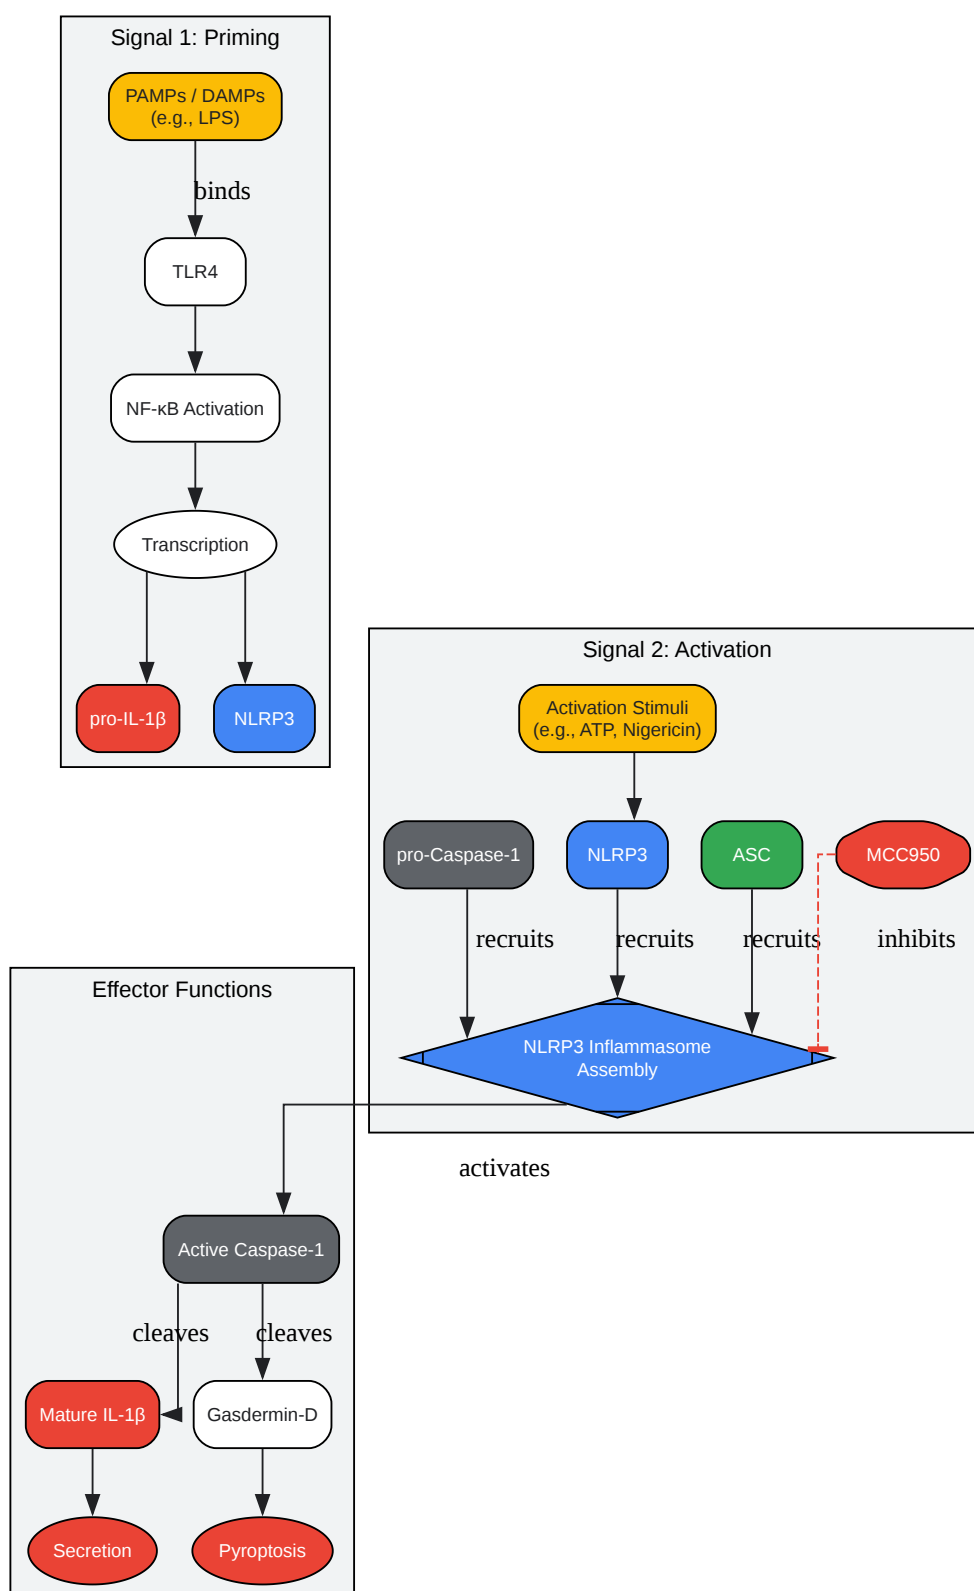 Signal 1: Priming
PAMPs / DAMPs
(e.g., LPS)
binds
TLR4
NF-κB Activation
Transcription
pro-IL-1β
NLRP3
Signal 2: Activation
Activation Stimuli
(e.g., ATP, Nigericin)
pro-Caspase-1
NLRP3
ASC
MCC950
recruits
recruits
recruits
inhibits
NLRP3 Inflammasome
Assembly
activates
Effector Functions
Active Caspase-1
cleaves
cleaves
Mature IL-1β
Gasdermin-D
Secretion
Pyroptosis